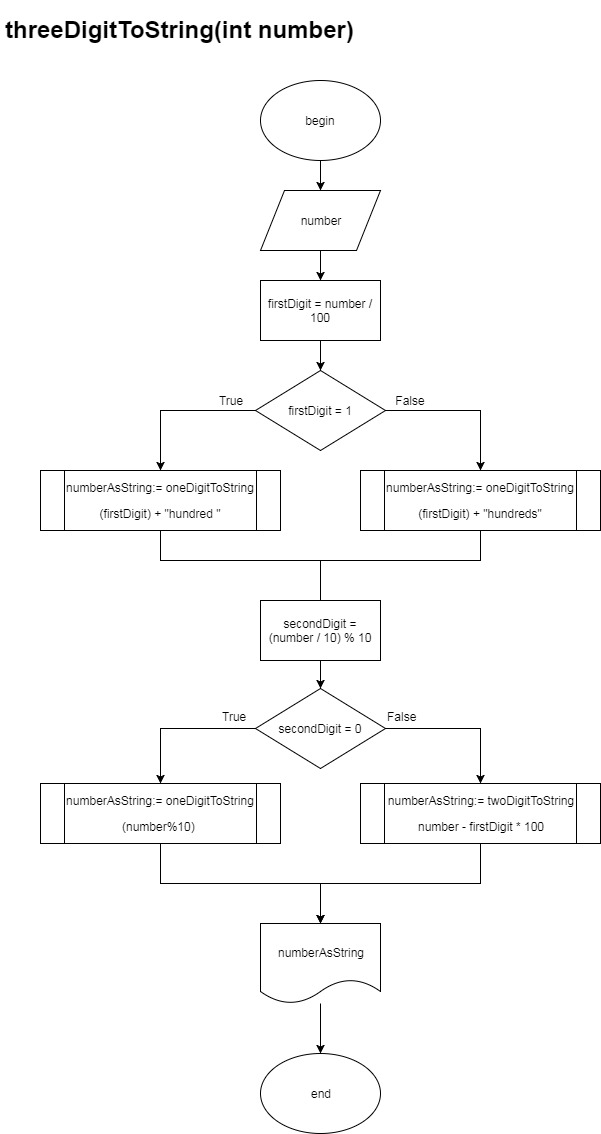 threeDigitToString(int number)
begin
number
firstDigit = number /
100
firstDigit = 1
True
False
numberAsString:= oneDigitToString
(firstDigit) + "hundred "
numberAsString:= oneDigitToString
(firstDigit) + "hundreds"
secondDigit =
(number / 10) % 10
secondDigit = 0
True
False
numberAsString:= oneDigitToString
(number%10)
numberAsString:= twoDigitToString
number - firstDigit * 100
numberAsString
end